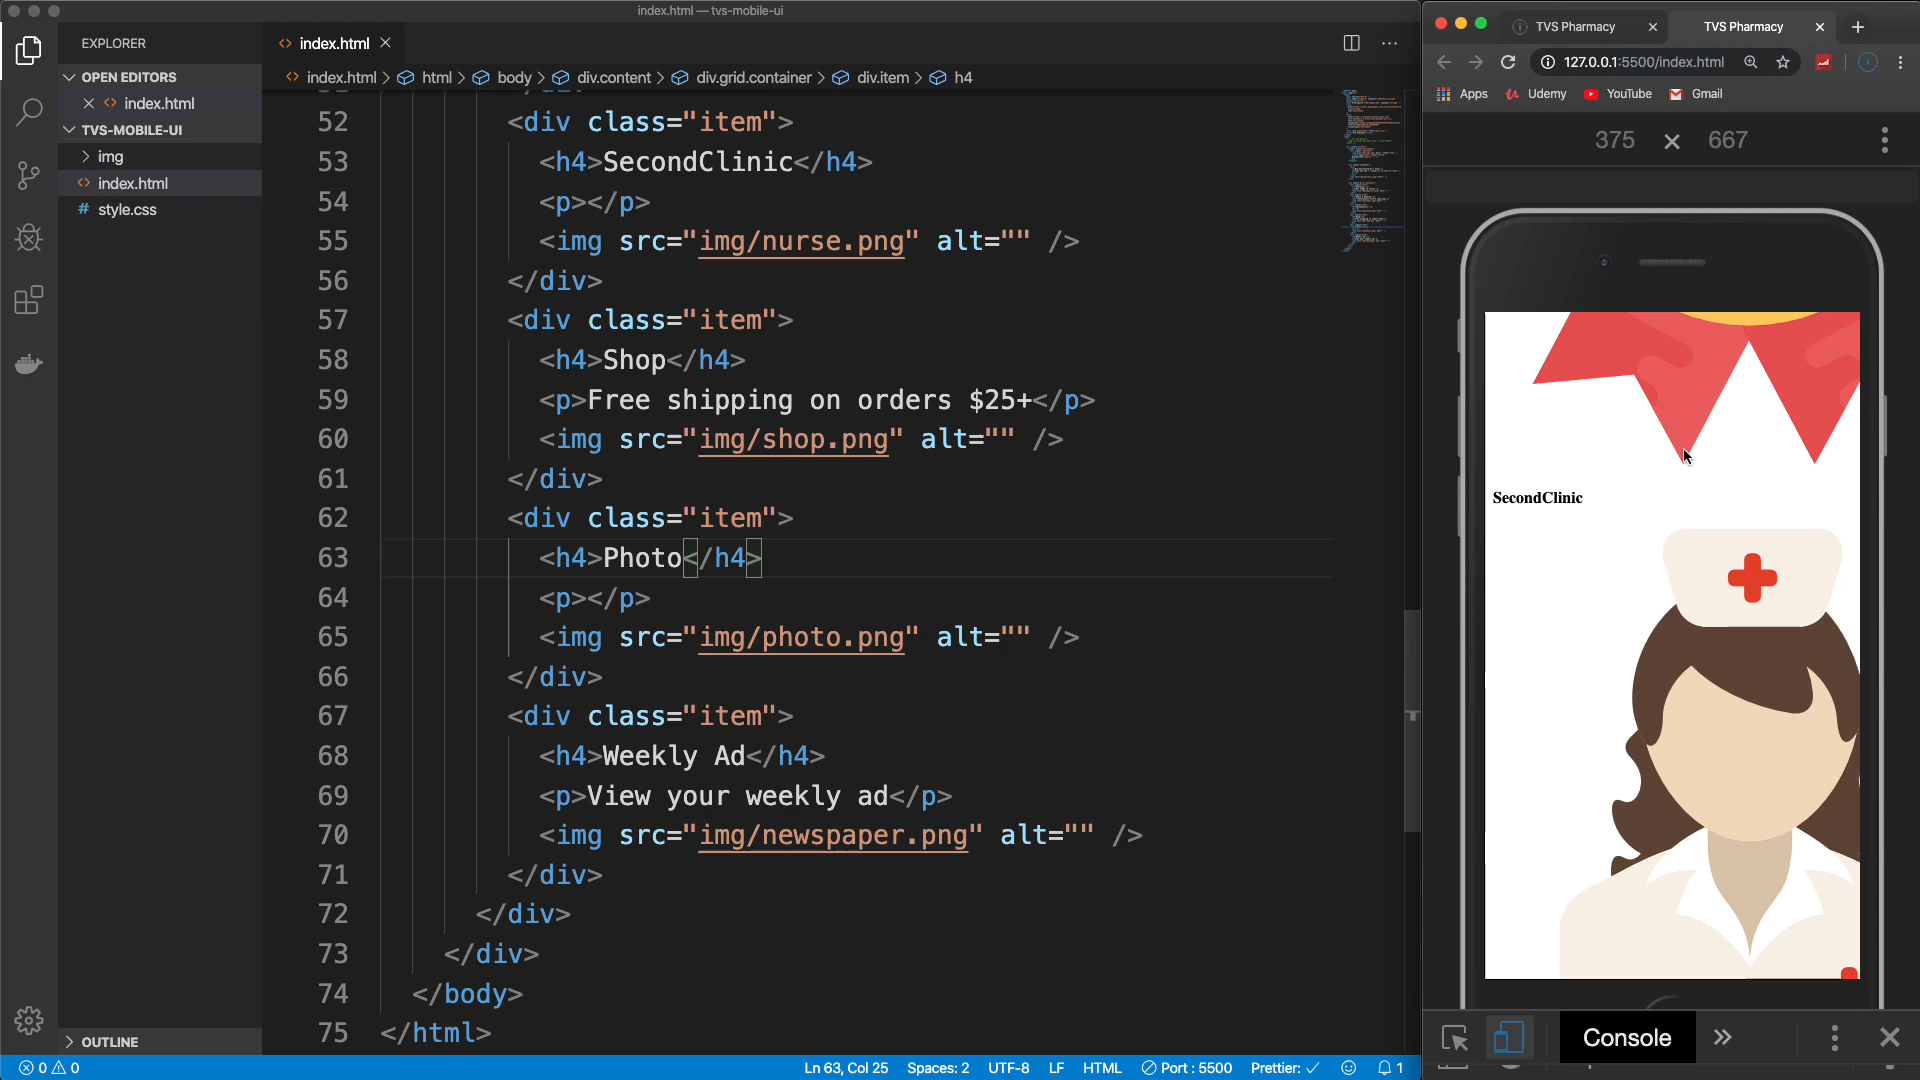 index.html — tvs-mobile-ui
EXPLORER
OPEN EDITORS
index.html
TVS-MOBILE-UI
img
index.html
style.css
OUTLINE
index.html
index.html > html > body > div.content > div.grid.container > div.item > h4
52 <div class="item">
53 <h4>SecondClinic</h4>
54 <p></p>
55 <img src="img/nurse.png" alt="" />
56 </div>
57 <div class="item">
58 <h4>Shop</h4>
59 <p>Free shipping on orders $25+</p>
60 <img src="img/shop.png" alt="" />
61 </div>
62 <div class="item">
63 <h4>Photo</h4>
64 <p></p>
65 <img src="img/photo.png" alt="" />
66 </div>
67 <div class="item">
68 <h4>Weekly Ad</h4>
69 <p>View your weekly ad</p>
70 <img src="img/newspaper.png" alt="" />
71 </div>
72 </div>
73 </div>
74 </body>
75 </html>
0 0 Ln 63, Col 25 Spaces: 2 UTF-8 LF HTML Port : 5500 Prettier: ✓ 1
TVS Pharmacy TVS Pharmacy
127.0.0.1:5500/index.html
Apps Udemy YouTube Gmail
375 × 667
SecondClinic
Console